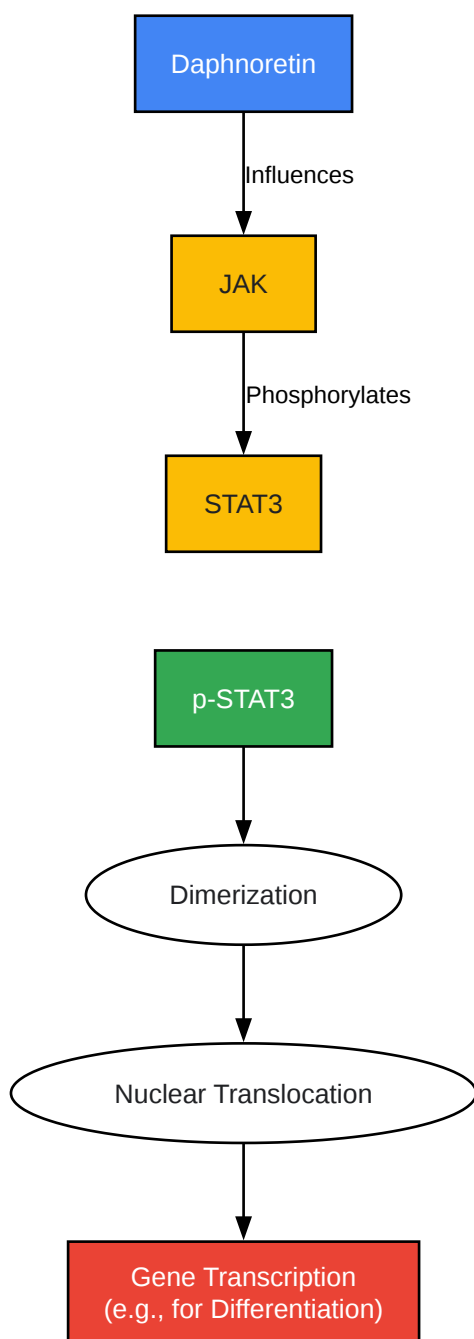 Daphnoretin
Influences
JAK
Phosphorylates
STAT3
p-STAT3
Dimerization
Nuclear Translocation
Gene Transcription
(e.g., for Differentiation)